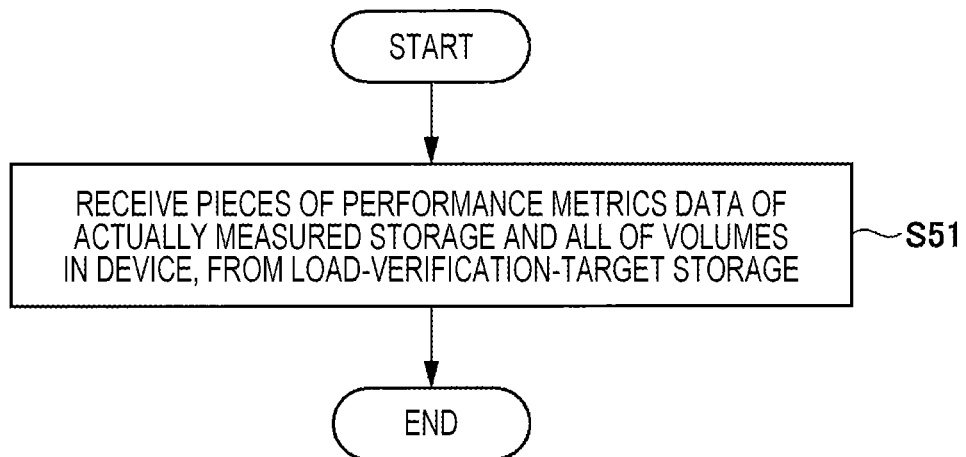 START
RECEIVE PIECES OF PERFORMANCE METRICS DATA OF
ACTUALLY MEASURED STORAGE AND ALL OF VOLUMES
IN DEVICE, FROM LOAD-VERIFICATION-TARGET STORAGE
S51
END